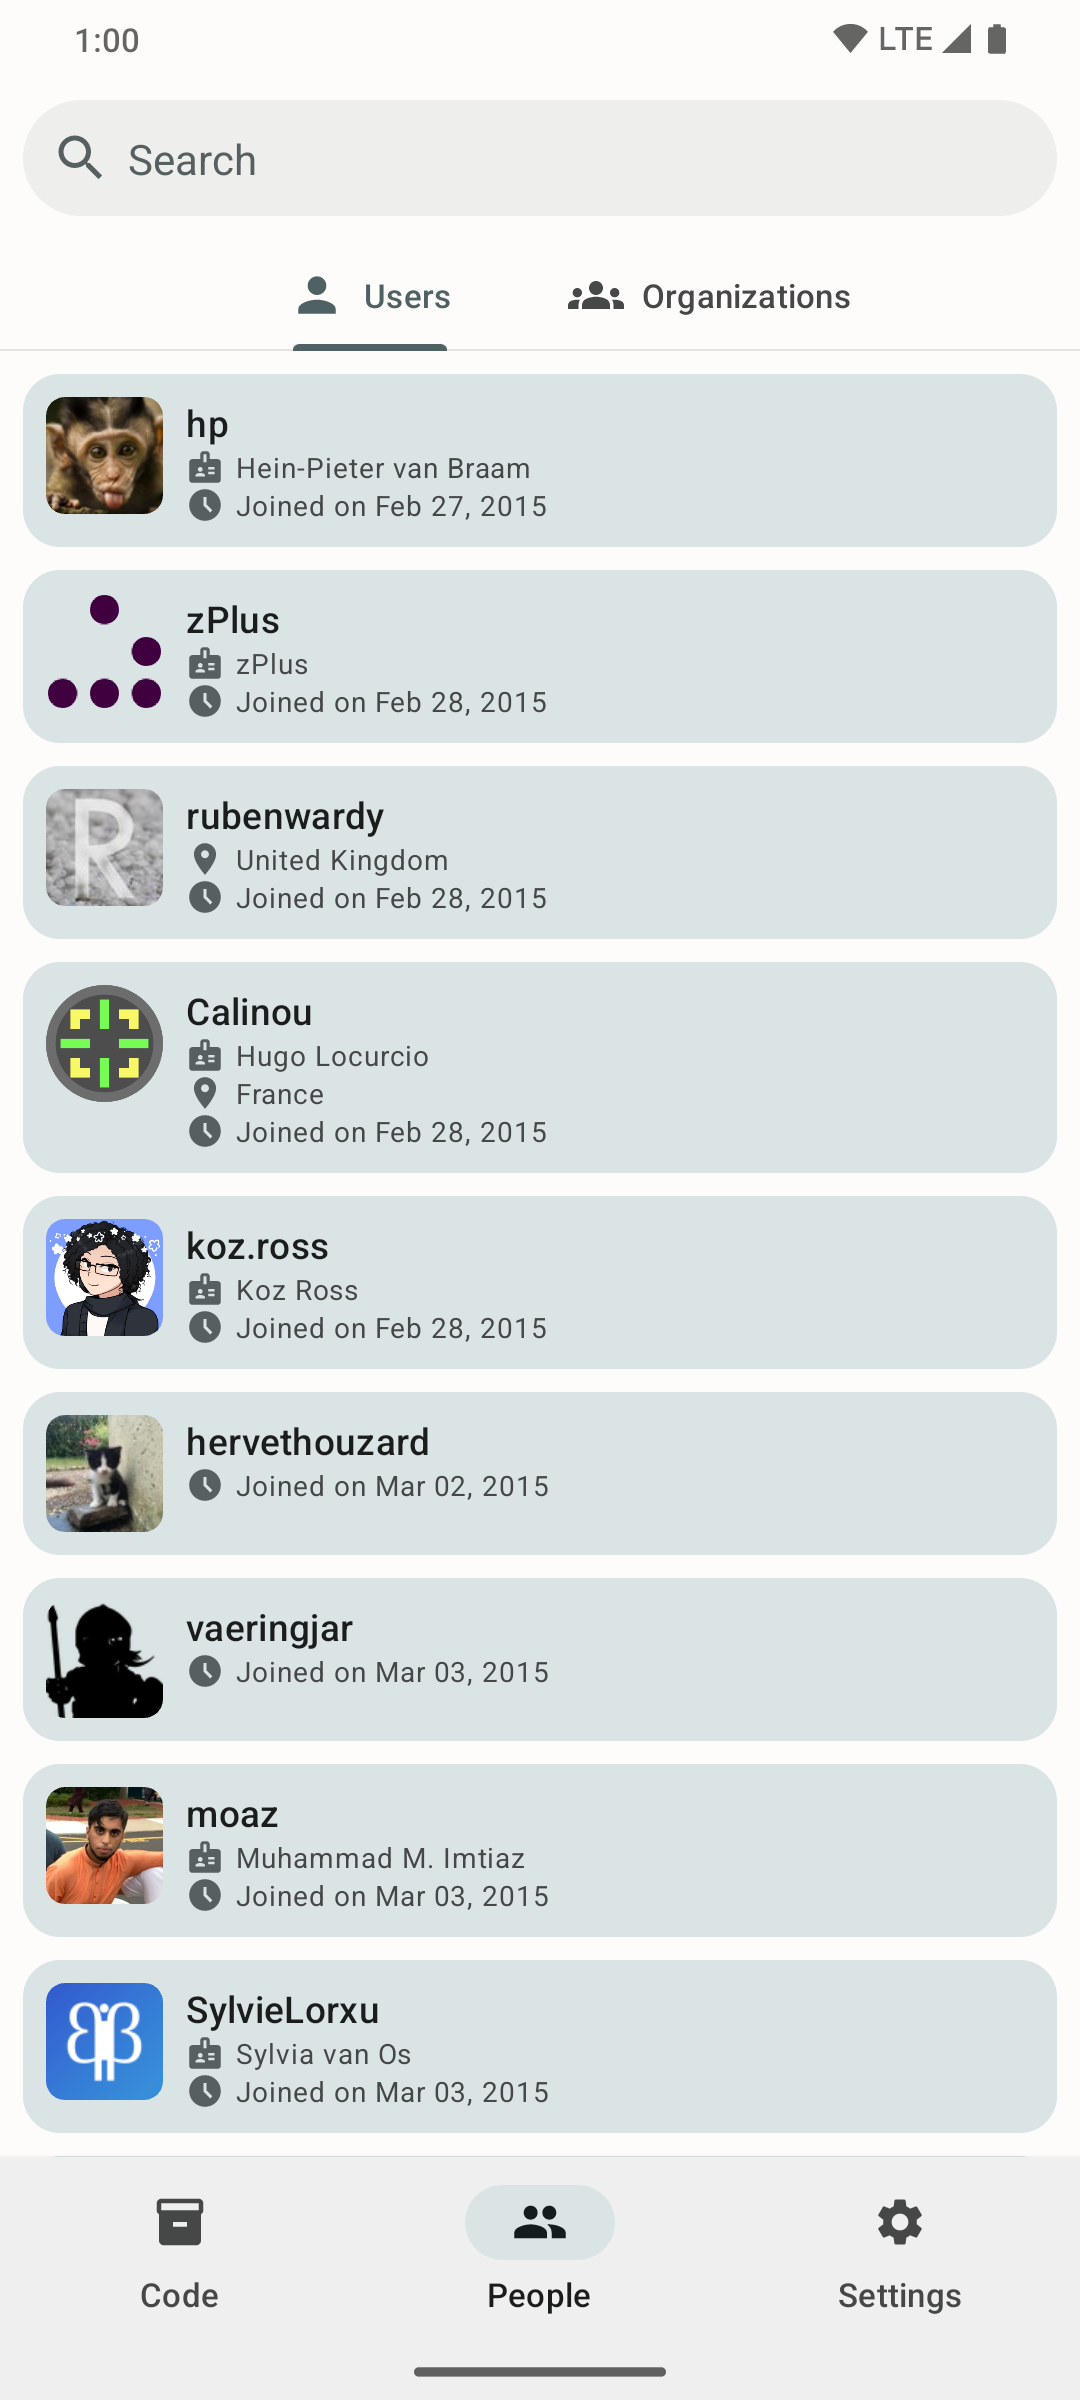 1:00
LTE
Search
Users
Organizations
hp
Hein-Pieter van Braam
Joined on Feb 27, 2015
zPlus
zPlus
Joined on Feb 28, 2015
rubenwardy
United Kingdom
Joined on Feb 28, 2015
Calinou
Hugo Locurcio
France
Joined on Feb 28, 2015
koz.ross
Koz Ross
Joined on Feb 28, 2015
hervethouzard
Joined on Mar 02, 2015
vaeringjar
Joined on Mar 03, 2015
moaz
Muhammad M. Imtiaz
Joined on Mar 03, 2015
SylvieLorxu
Sylvia van Os
Joined on Mar 03, 2015
Code
People
Settings